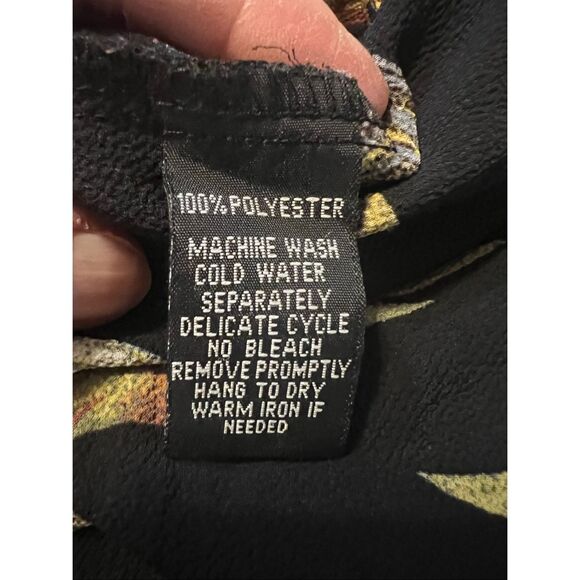 100% POLYESTER
MACHINE WASH
COLD WATER
SEPARATELY
DELICATE CYCLE
NO BLEACH
REMOVE PROMPTLY
HANG TO DRY
WARM IRON IF
NEEDED